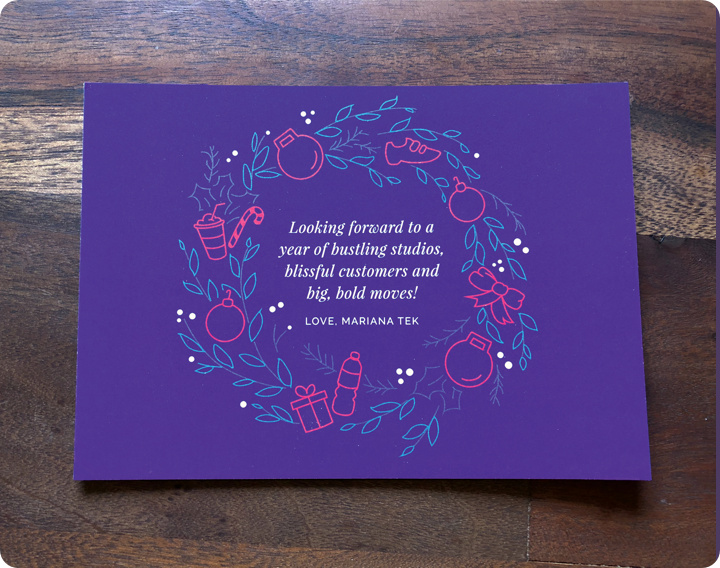 Looking forward to a
year of bustling studios,
blissful customers and
big, bold moves!
LOVE, MARIANA TEK